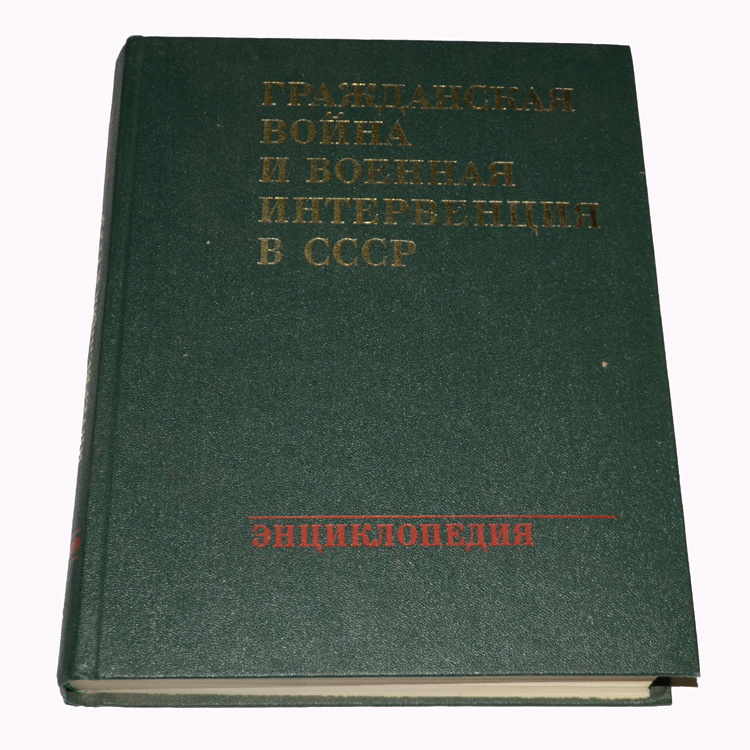 ГРАЖДАНСКАЯ
ВОЙНА
И ВОЕННАЯ
ИНТЕРВЕНЦИЯ
В СССР
ЭНЦИКЛОПЕДИЯ